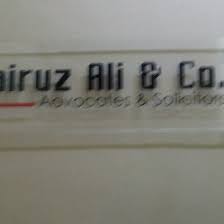 airuz Ali & Co.
Advocates & Solicitors